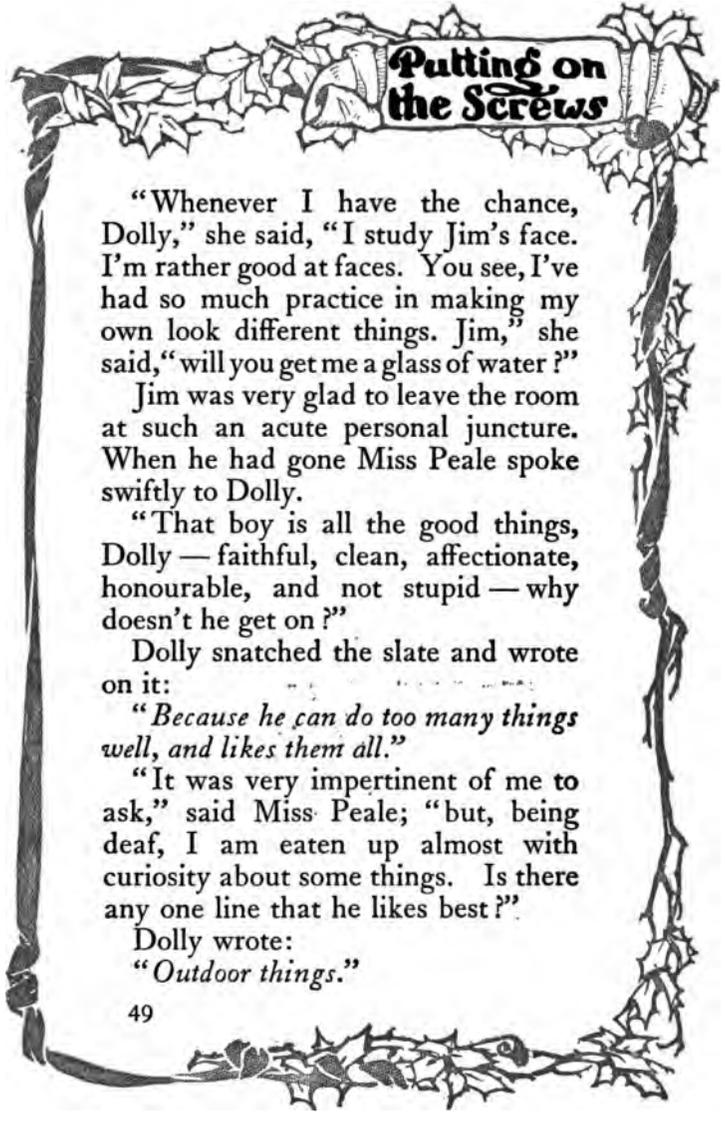 Putting on
the Screws
"Whenever I have the chance,
Dolly," she said, "I study Jim's face.
I'm rather good at faces. You see, I've
had so much practice in making my
own look different things. Jim," she
said, "will you get me a glass of water?"
Jim was very glad to leave the room
at such an acute personal juncture.
When he had gone Miss Peale spoke
swiftly to Dolly.
"That boy is all the good things,
Dolly — faithful, clean, affectionate,
honourable, and not stupid — why
doesn't he get on?"
Dolly snatched the slate and wrote
on it:
"Because he can do too many things
well, and likes them all."
"It was very impertinent of me to
ask," said Miss Peale; "but, being
deaf, I am eaten up almost with
curiosity about some things. Is there
any one line that he likes best?"
Dolly wrote:
"Outdoor things."
49